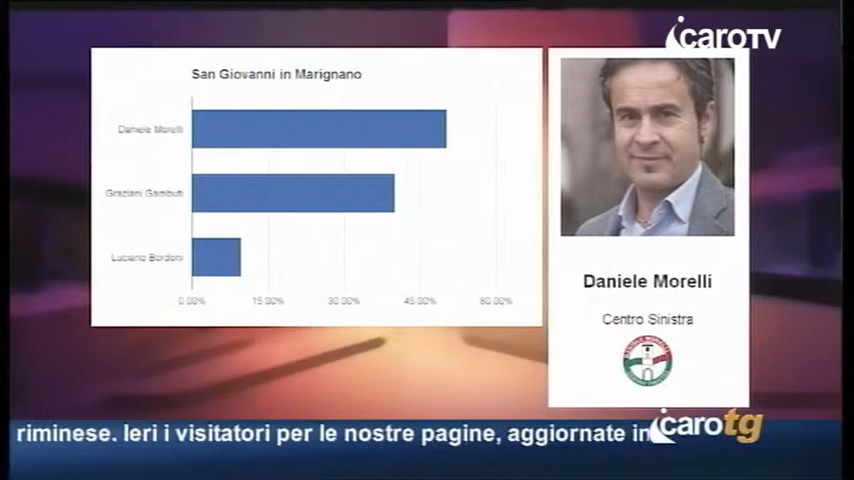 icaroTV
San Giovanni in Marignano
Daniele Morelli
Graziani Gambuti
Luciano Bordoni
0.00%
15.00%
30.00%
45.00%
60.00%
Daniele Morelli
Centro Sinistra
riminese. Ieri i visitatori per le nostre pagine, aggiornate in
icarotg